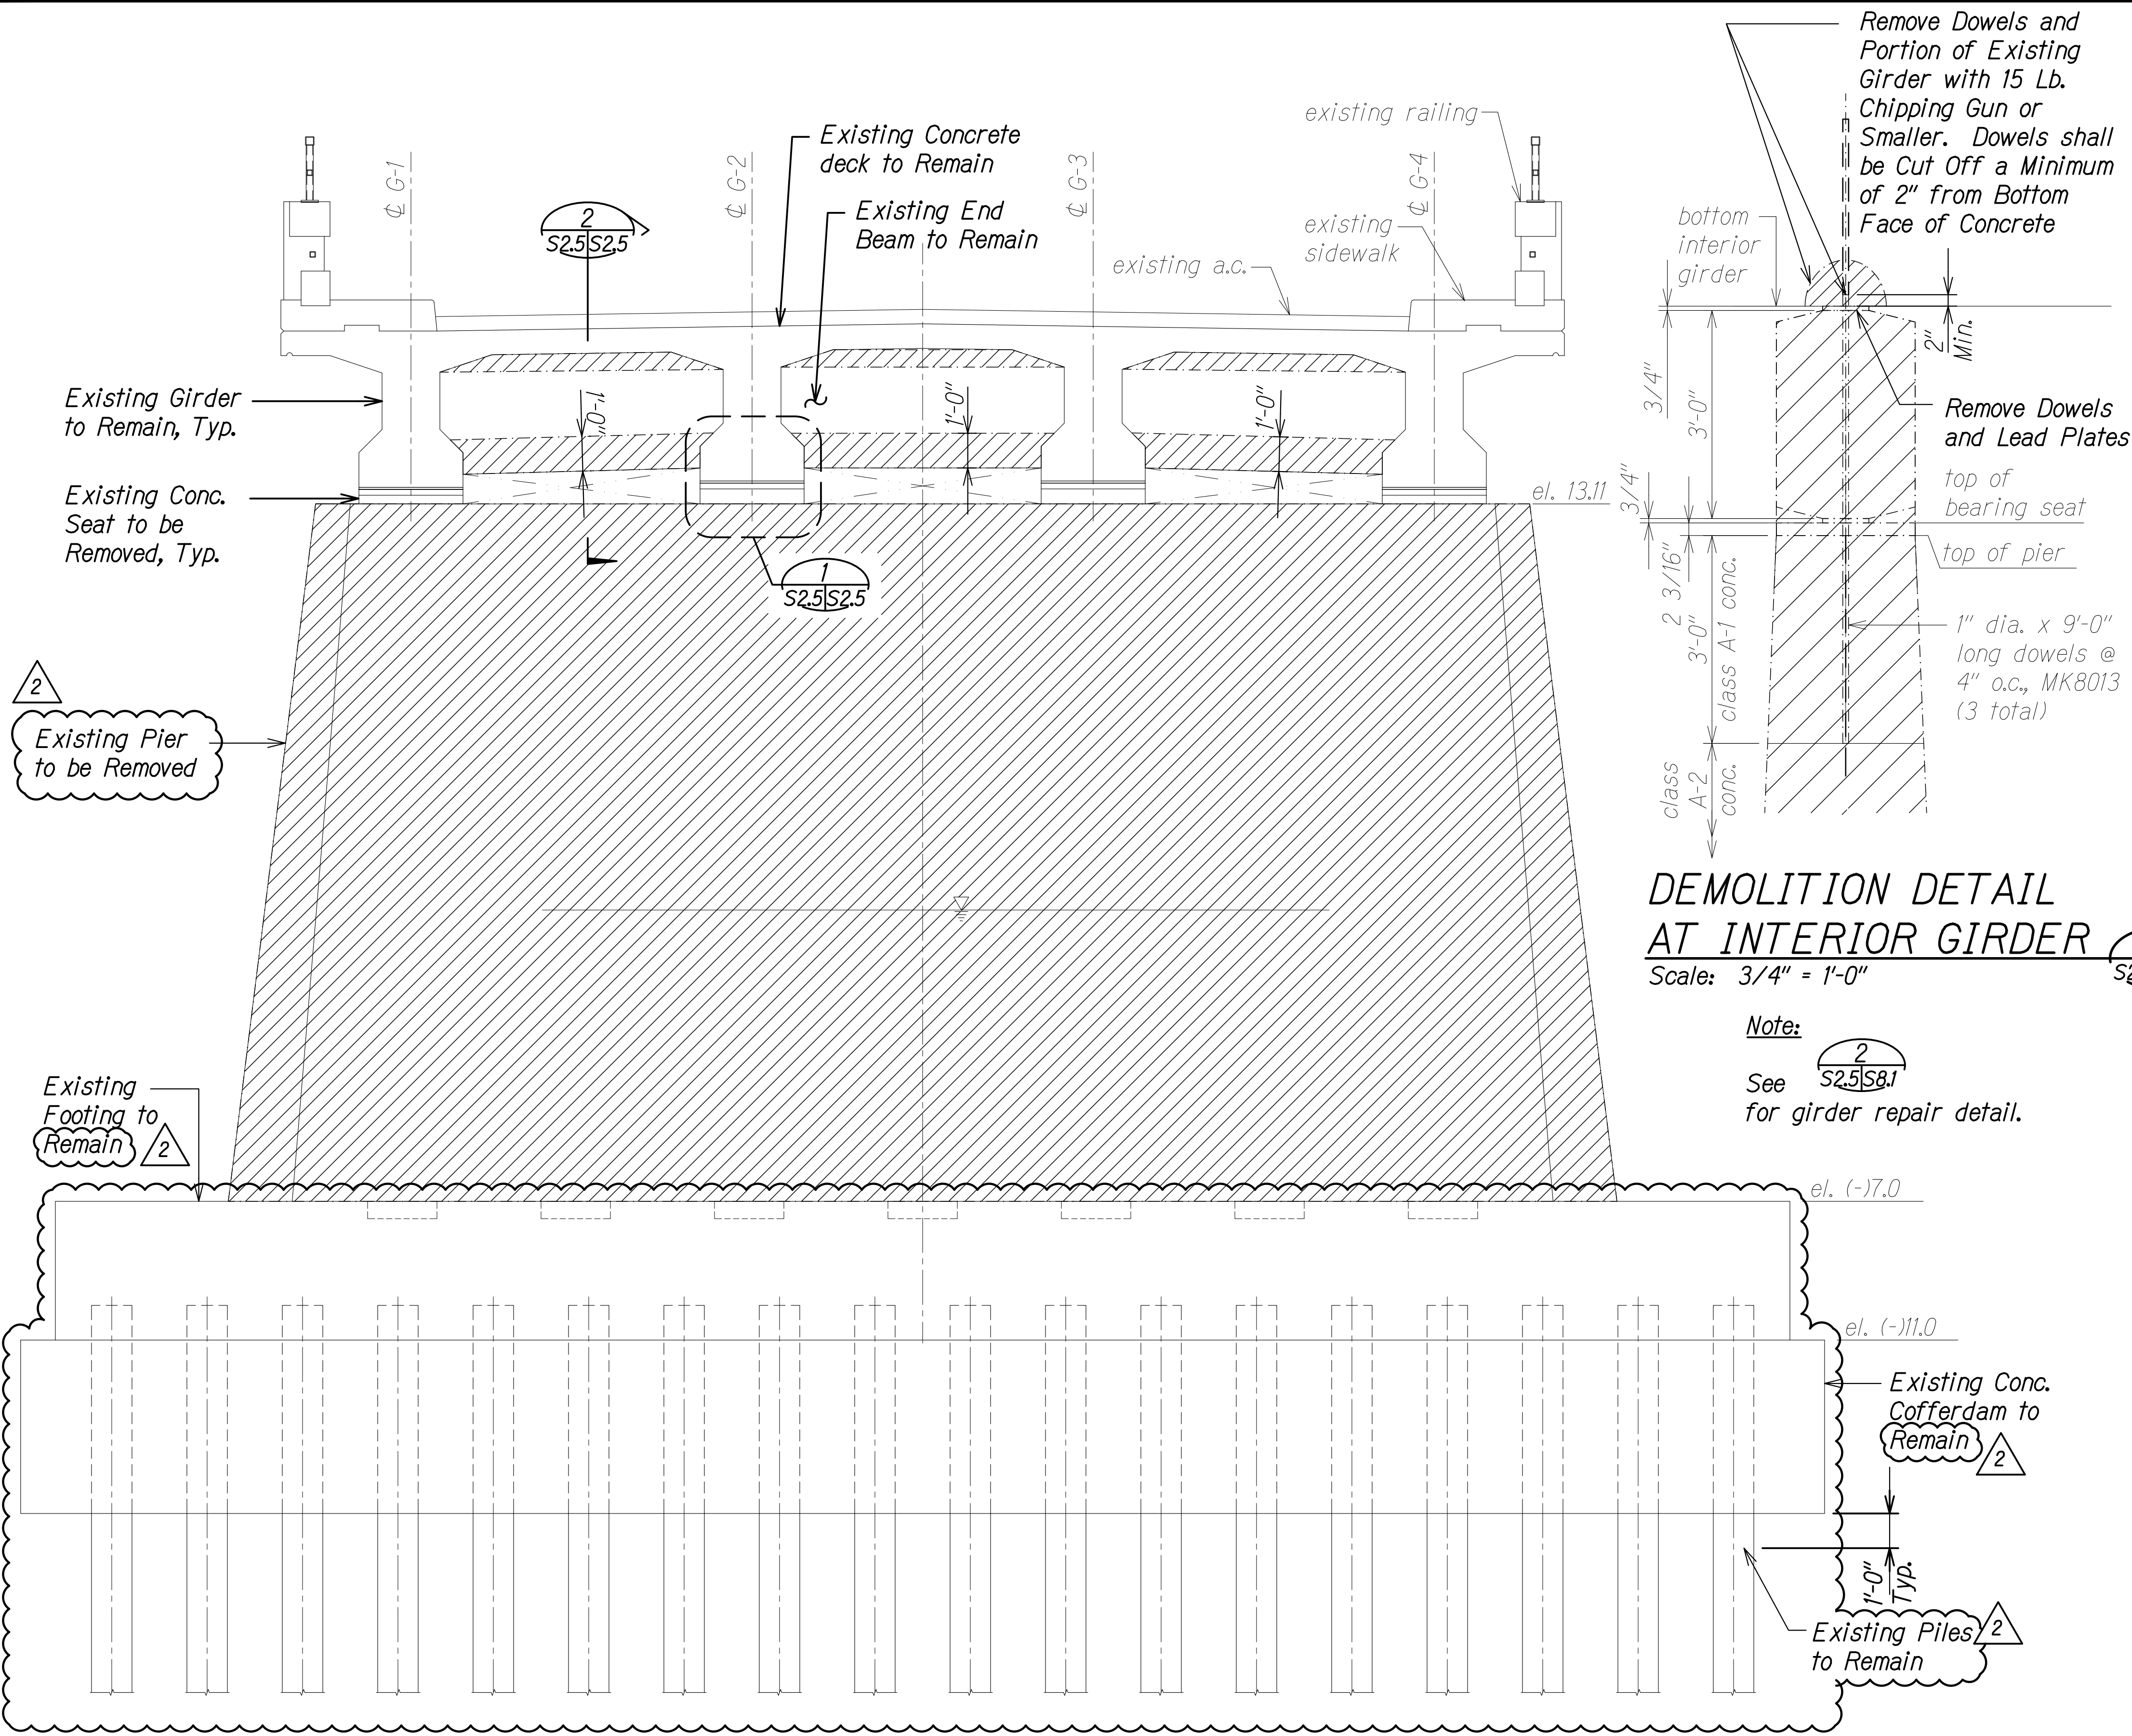 Remove Dowels and
Portion of Existing
Girder with 15 Lb.
Chipping Gun or
Smaller. Dowels shall
be Cut Off a Minimum
of 2" from Bottom
Face of Concrete
existing railing
Existing Concrete
deck to Remain
℄ G-1
℄ G-2
℄ G-3
℄ G-4
2
S2.5 S2.5
Existing End
Beam to Remain
existing a.c.
existing
sidewalk
bottom
interior
girder
2"
Min.
3/4"
3'-0"
Existing Girder
to Remain, Typ.
1'-0"
1'-0"
1'-0"
Remove Dowels
and Lead Plates
Existing Conc.
Seat to be
Removed, Typ.
el. 13.11
3/4"
top of
bearing seat
top of pier
2 3/16"
3'-0"
class A-1 conc.
1
S2.5 S2.5
1" dia. x 9'-0"
long dowels @
4" o.c., MK8013
(3 total)
2
Existing Pier
to be Removed
class
A-2
conc.
DEMOLITION DETAIL
AT INTERIOR GIRDER
Scale: 3/4" = 1'-0"
Note:
2
S2.5 S8.1
See
for girder repair detail.
Existing
Footing to
Remain
2
el. (-)7.0
el. (-)11.0
Existing Conc.
Cofferdam to
Remain
2
1'-0"
Typ.
Existing Piles
to Remain
2